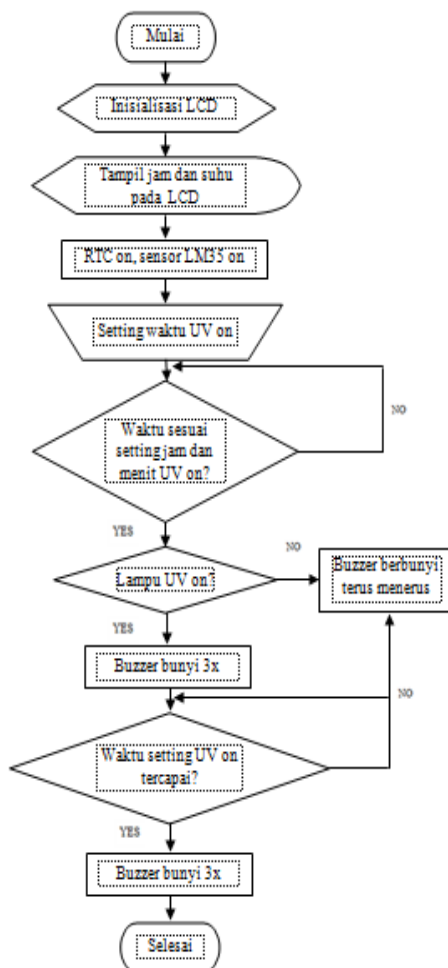 Mulai
Inisialisasi LCD
Tampil jam dan suhu
pada LCD
RTC on, sensor LM35 on
Setting waktu UV on
Waktu sesuai
setting jam dan
menit UV on?
NO
YES
Lampu UV on?
NO
Buzzer berbunyi
terus menerus
YES
Buzzer bunyi 3x
NO
Waktu setting UV on
tercapai?
YES
Buzzer bunyi 3x
Selesai